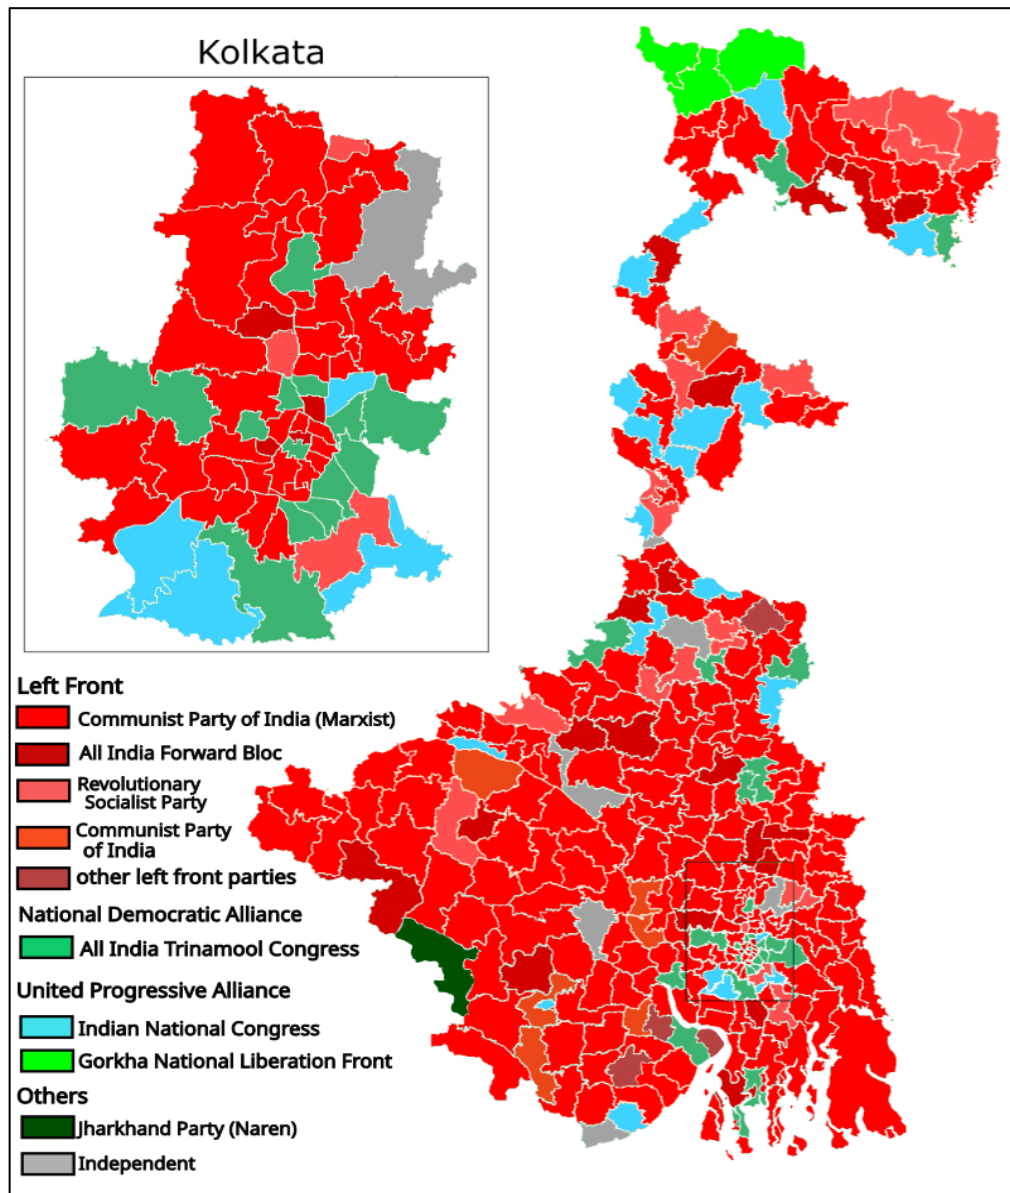 Kolkata
Left Front
Communist Party of India (Marxist)
All India Forward Bloc
Revolutionary
Socialist Party
Communist Party
of India
other left front parties
National Democratic Alliance
All India Trinamool Congress
United Progressive Alliance
Indian National Congress
Gorkha National Liberation Front
Others
Jharkhand Party (Naren)
Independent